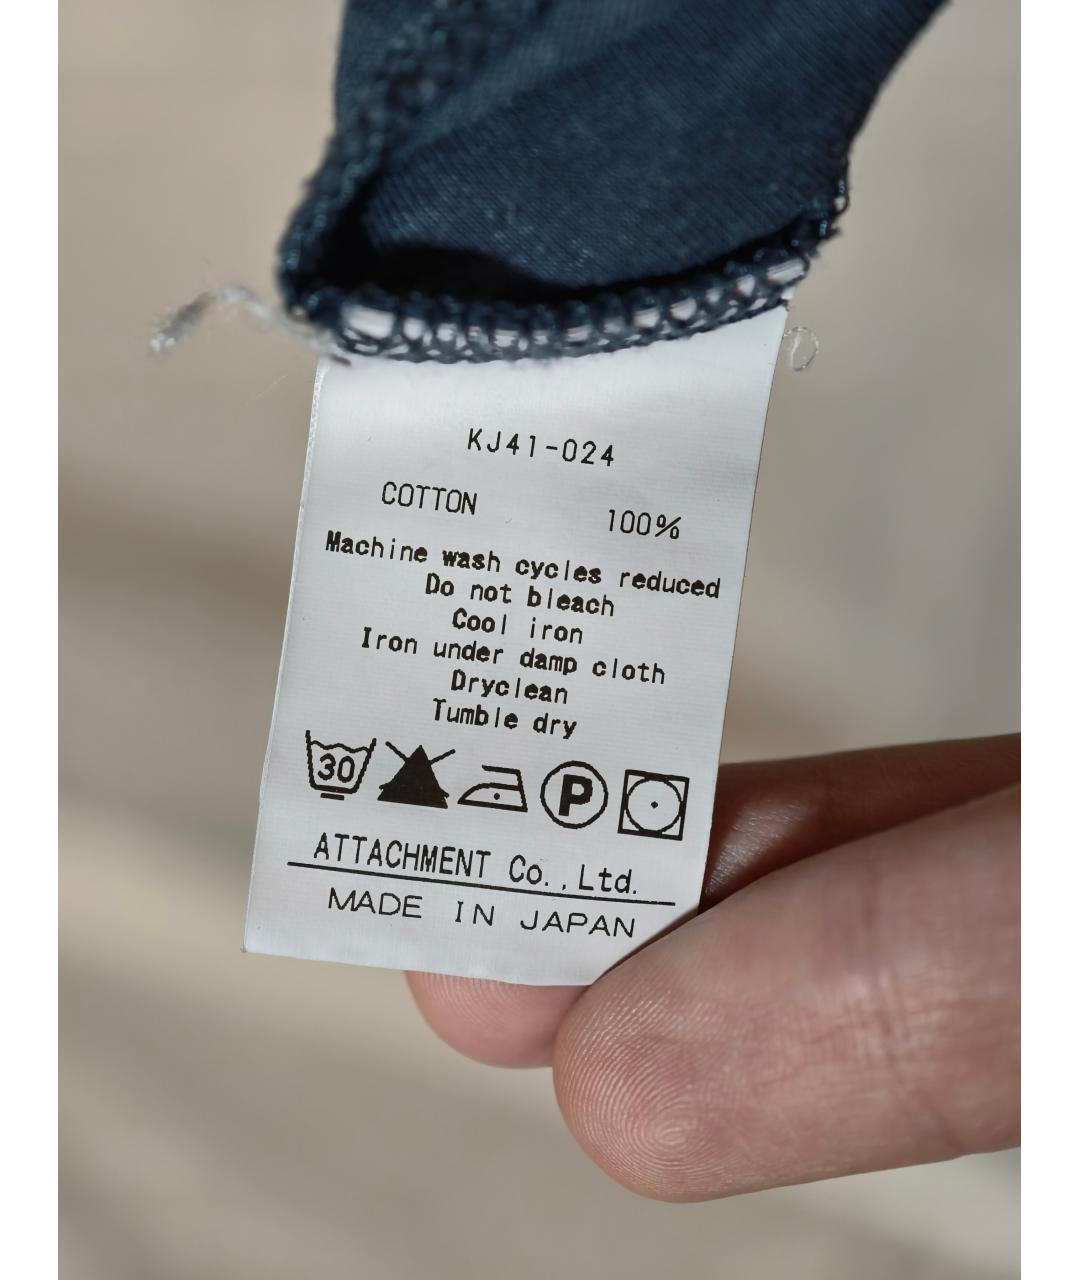 KJ41-024
COTTON 100%
Machine wash cycles reduced
Do not bleach
Cool iron
Iron under damp cloth
Dryclean
Tumble dry
30 P
ATTACHMENT Co.,Ltd.
MADE IN JAPAN